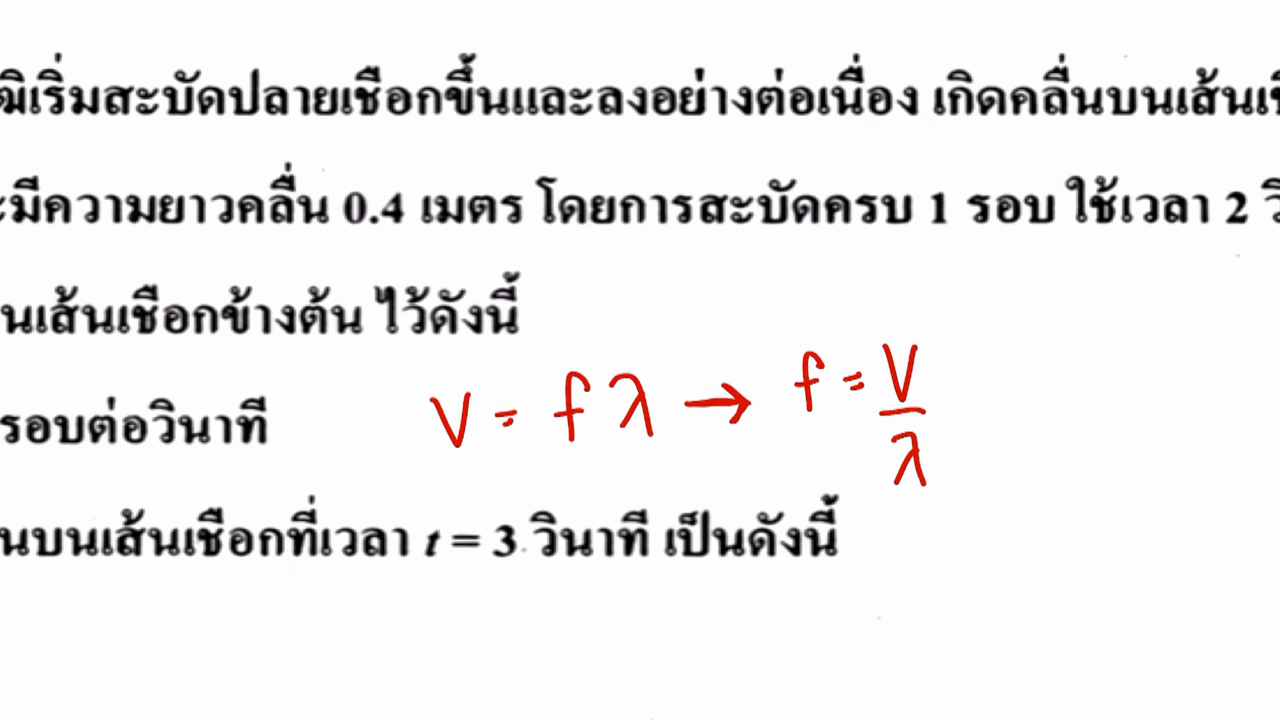 เริ่มสะบัดปลายเชือกขึ้นและลงอย่างต่อเนื่อง เกิดคลื่นบนเส้น
มีความยาวคลื่น 0.4 เมตร โดยการสะบัดครบ 1 รอบ ใช้เวลา 2
นเส้นเชือกข้างต้น ไว้ดังนี้
V = fλ → f = V/λ
รอบต่อวินาที
นบนเส้นเชือกที่เวลา t = 3 วินาที เป็นดังนี้